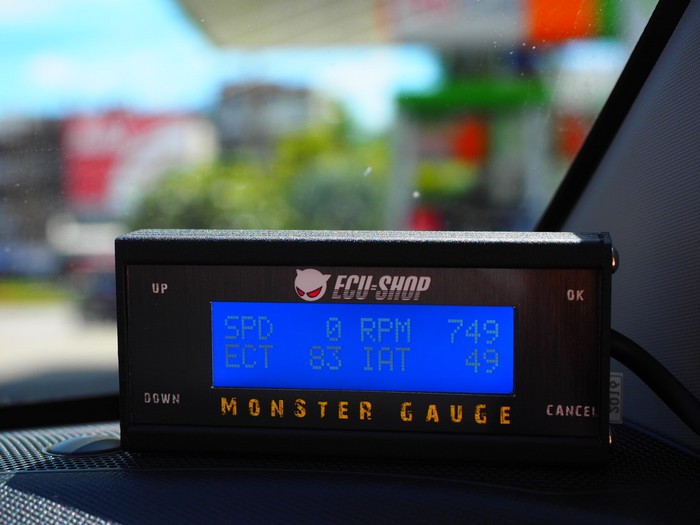 ECU=SHOP
UP
OK
SPD 0 RPM 749
ECT 83 IAT 49
DOWN
CANCEL
MONSTER GAUGE